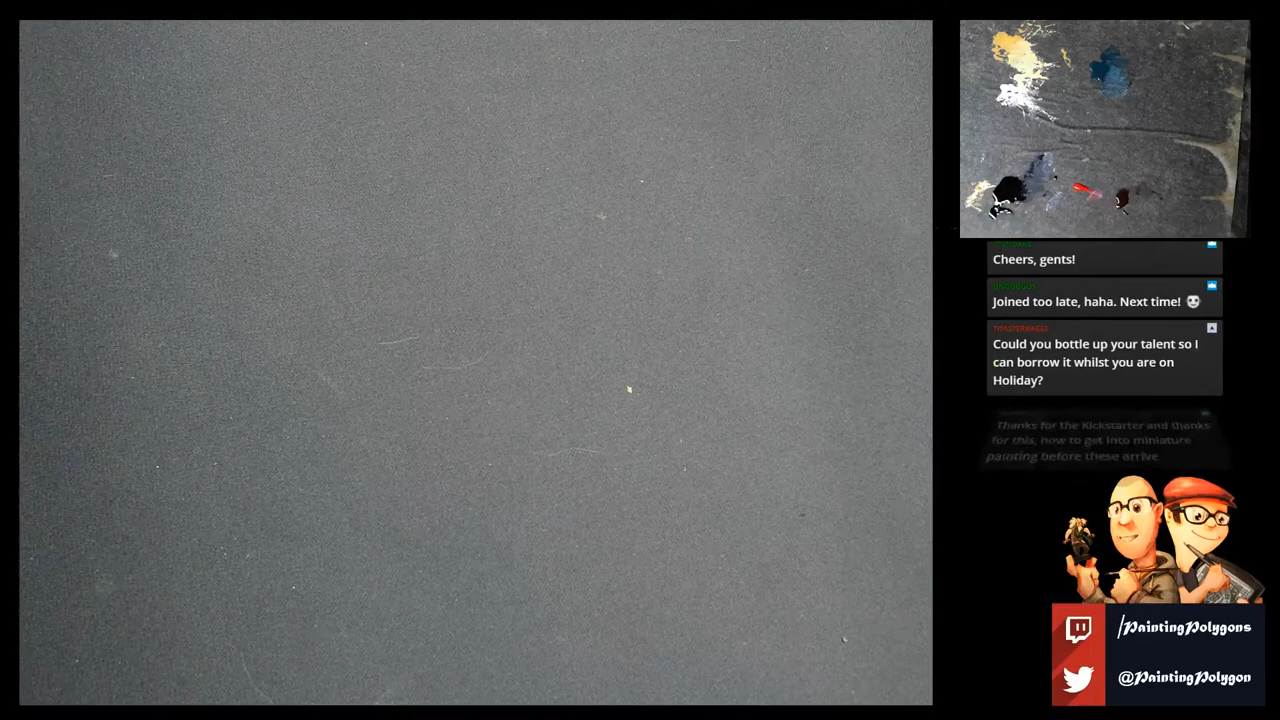 Cheers, gents!
Joined too late, haha. Next time!
TOASTERRAGE2
Could you bottle up your talent so I
can borrow it whilst you are on
Holiday?
Thanks for the Kickstarter and thanks
for this, how to get into miniature
painting before these arrive
/PaintingPolygons
@PaintingPolygon